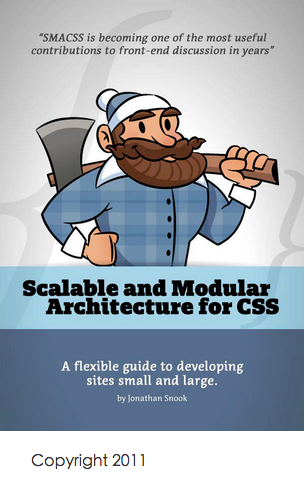 “SMACSS is becoming one of the most useful
contributions to front-end discussion in years”
Scalable and Modular
Architecture for CSS
A flexible guide to developing
sites small and large.
by Jonathan Snook
Copyright 2011